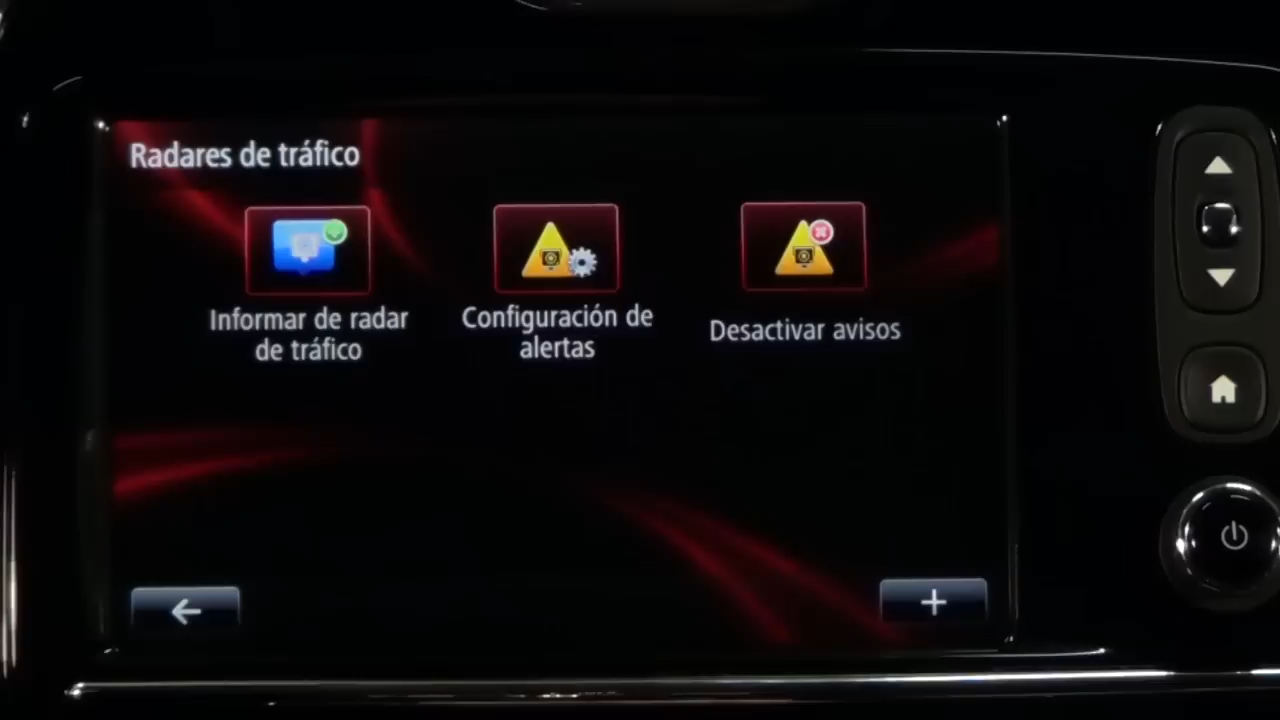 Radares de tráfico
Informar de radar
de tráfico
Configuración de
alertas
Desactivar avisos